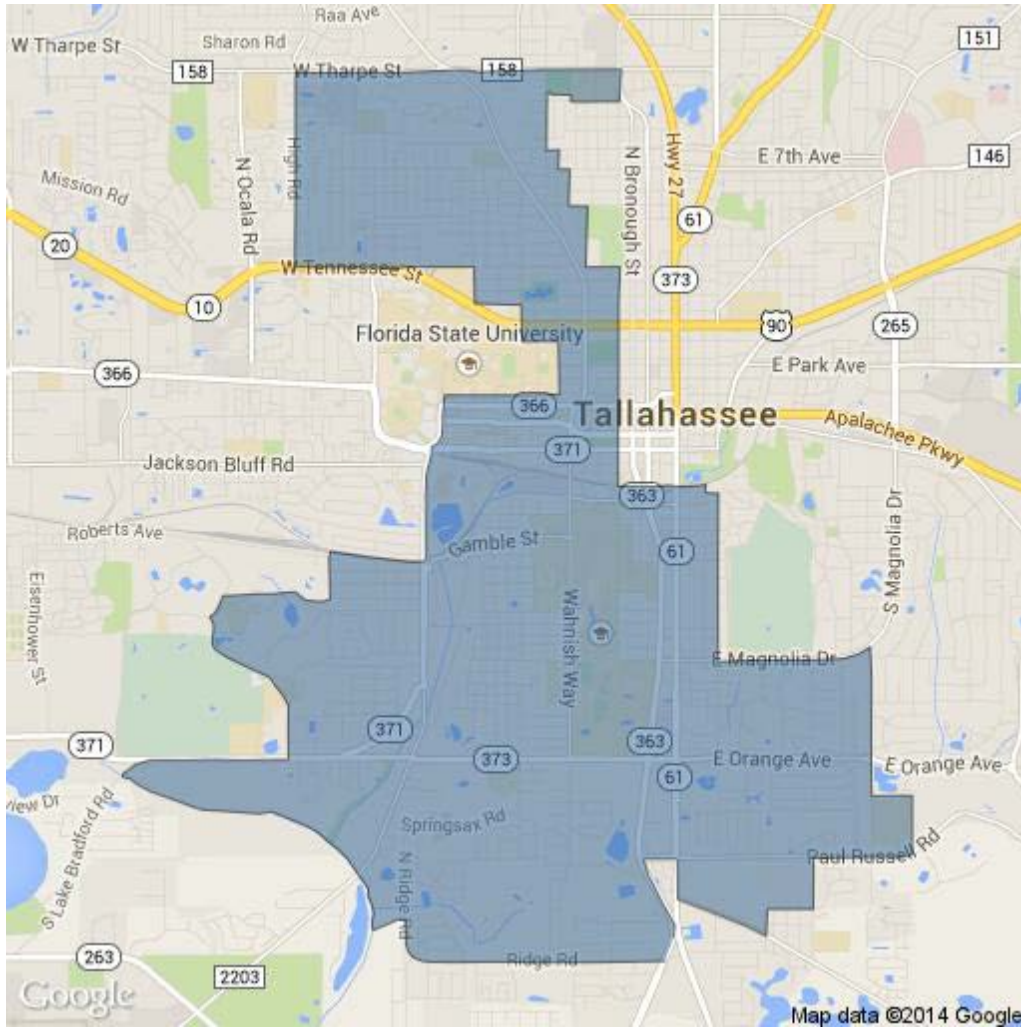 Raa Ave
W Tharpe St
Sharon Rd
151
158
W Tharpe St
158
Hwy 27
E 7th Ave
146
N Bronough St
High Rd
N Ocala Rd
Mission Rd
61
20
W Tennessee St
373
10
90
265
Florida State University
366
E Park Ave
366
Tallahassee
Apalachee Pkwy
371
Jackson Bluff Rd
363
S Magnolia Dr
Roberts Ave
Gamble St
61
Eisenhower St
Wahnish Way
E Magnolia Dr
371
371
373
363
E Orange Ave
E Orange Ave
61
view Dr
S Lake Bradford Rd
Springsax Rd
N Ridge Rd
Paul Russell Rd
263
2203
Ridge Rd
Google
Map data ©2014 Google